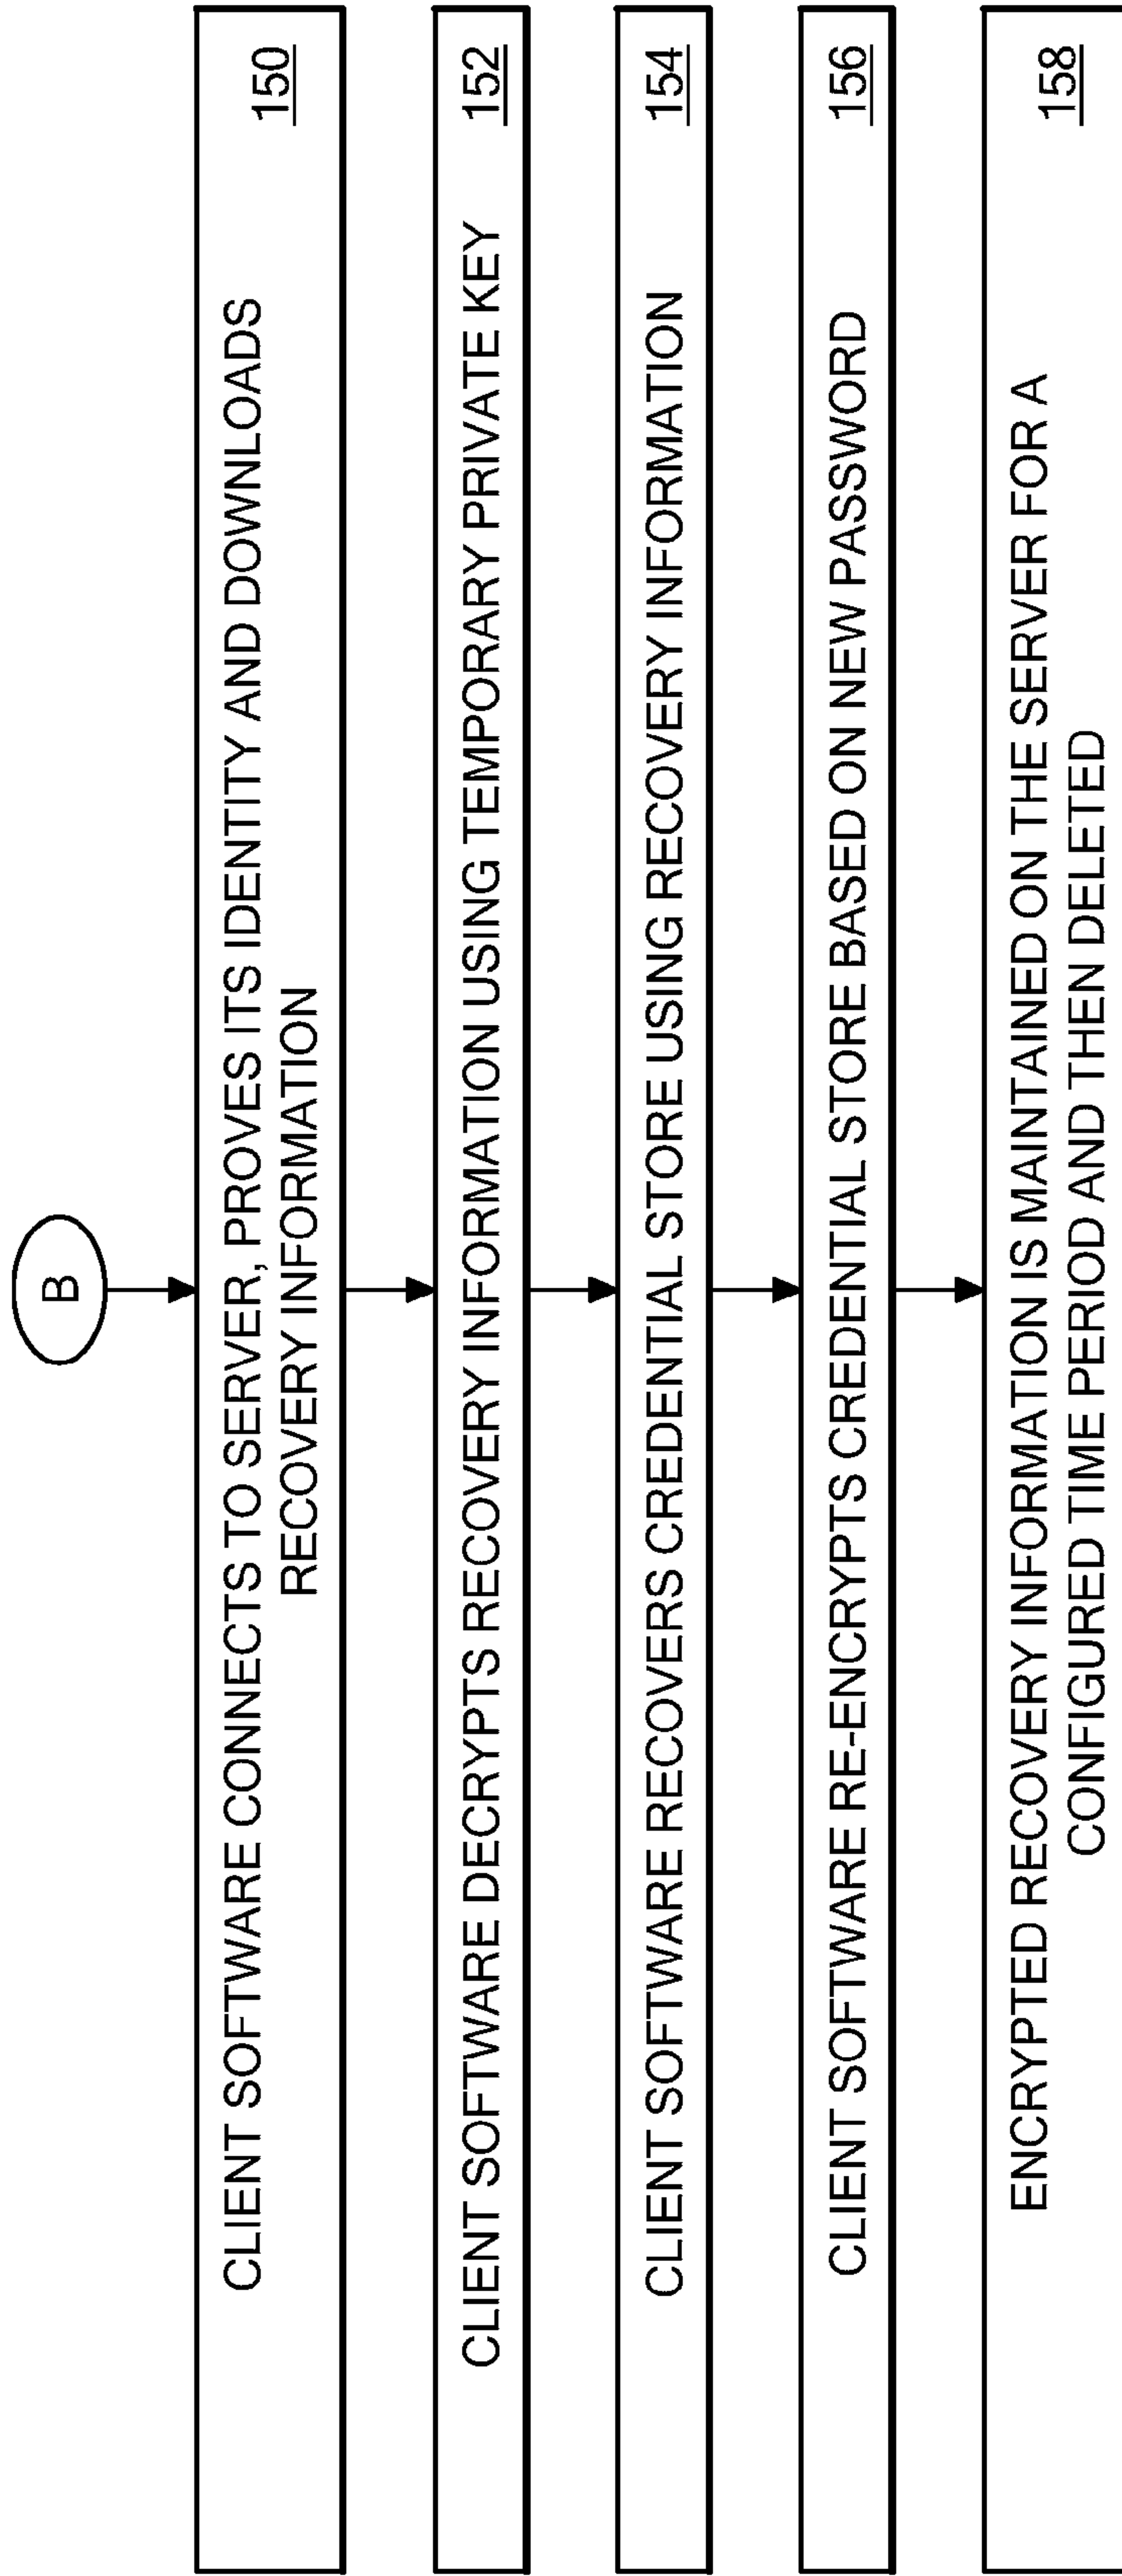 B
CLIENT SOFTWARE CONNECTS TO SERVER, PROVES ITS IDENTITY AND DOWNLOADS
RECOVERY INFORMATION
150
CLIENT SOFTWARE DECRYPTS RECOVERY INFORMATION USING TEMPORARY PRIVATE KEY
152
CLIENT SOFTWARE RECOVERS CREDENTIAL STORE USING RECOVERY INFORMATION
154
CLIENT SOFTWARE RE-ENCRYPTS CREDENTIAL STORE BASED ON NEW PASSWORD
156
ENCRYPTED RECOVERY INFORMATION IS MAINTAINED ON THE SERVER FOR A
CONFIGURED TIME PERIOD AND THEN DELETED
158